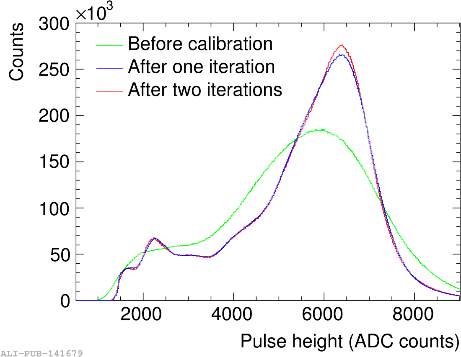 ×10³
300
250
200
150
100
50
0
Counts
Before calibration
After one iteration
After two iterations
2000 4000 6000 8000
Pulse height (ADC counts)
ALI-PUB-141679